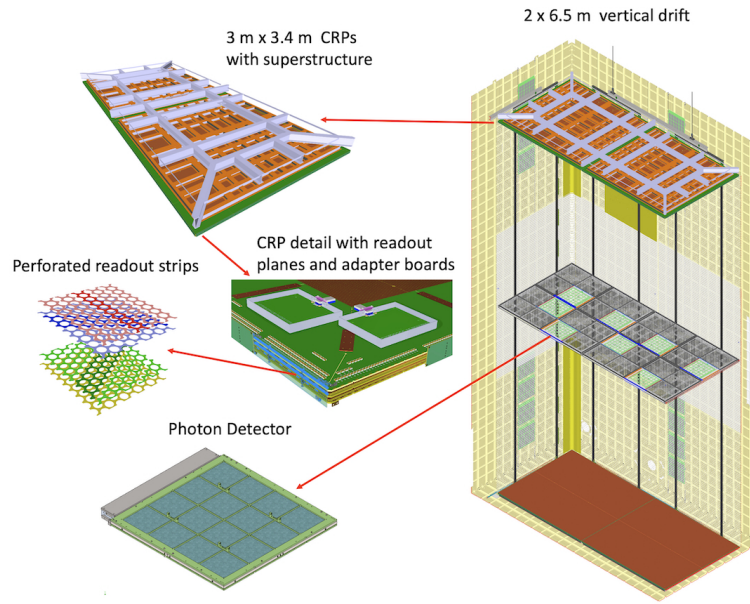 3 m x 3.4 m CRPs
with superstructure
2 x 6.5 m vertical drift
CRP detail with readout
planes and adapter boards
Perforated readout strips
Photon Detector